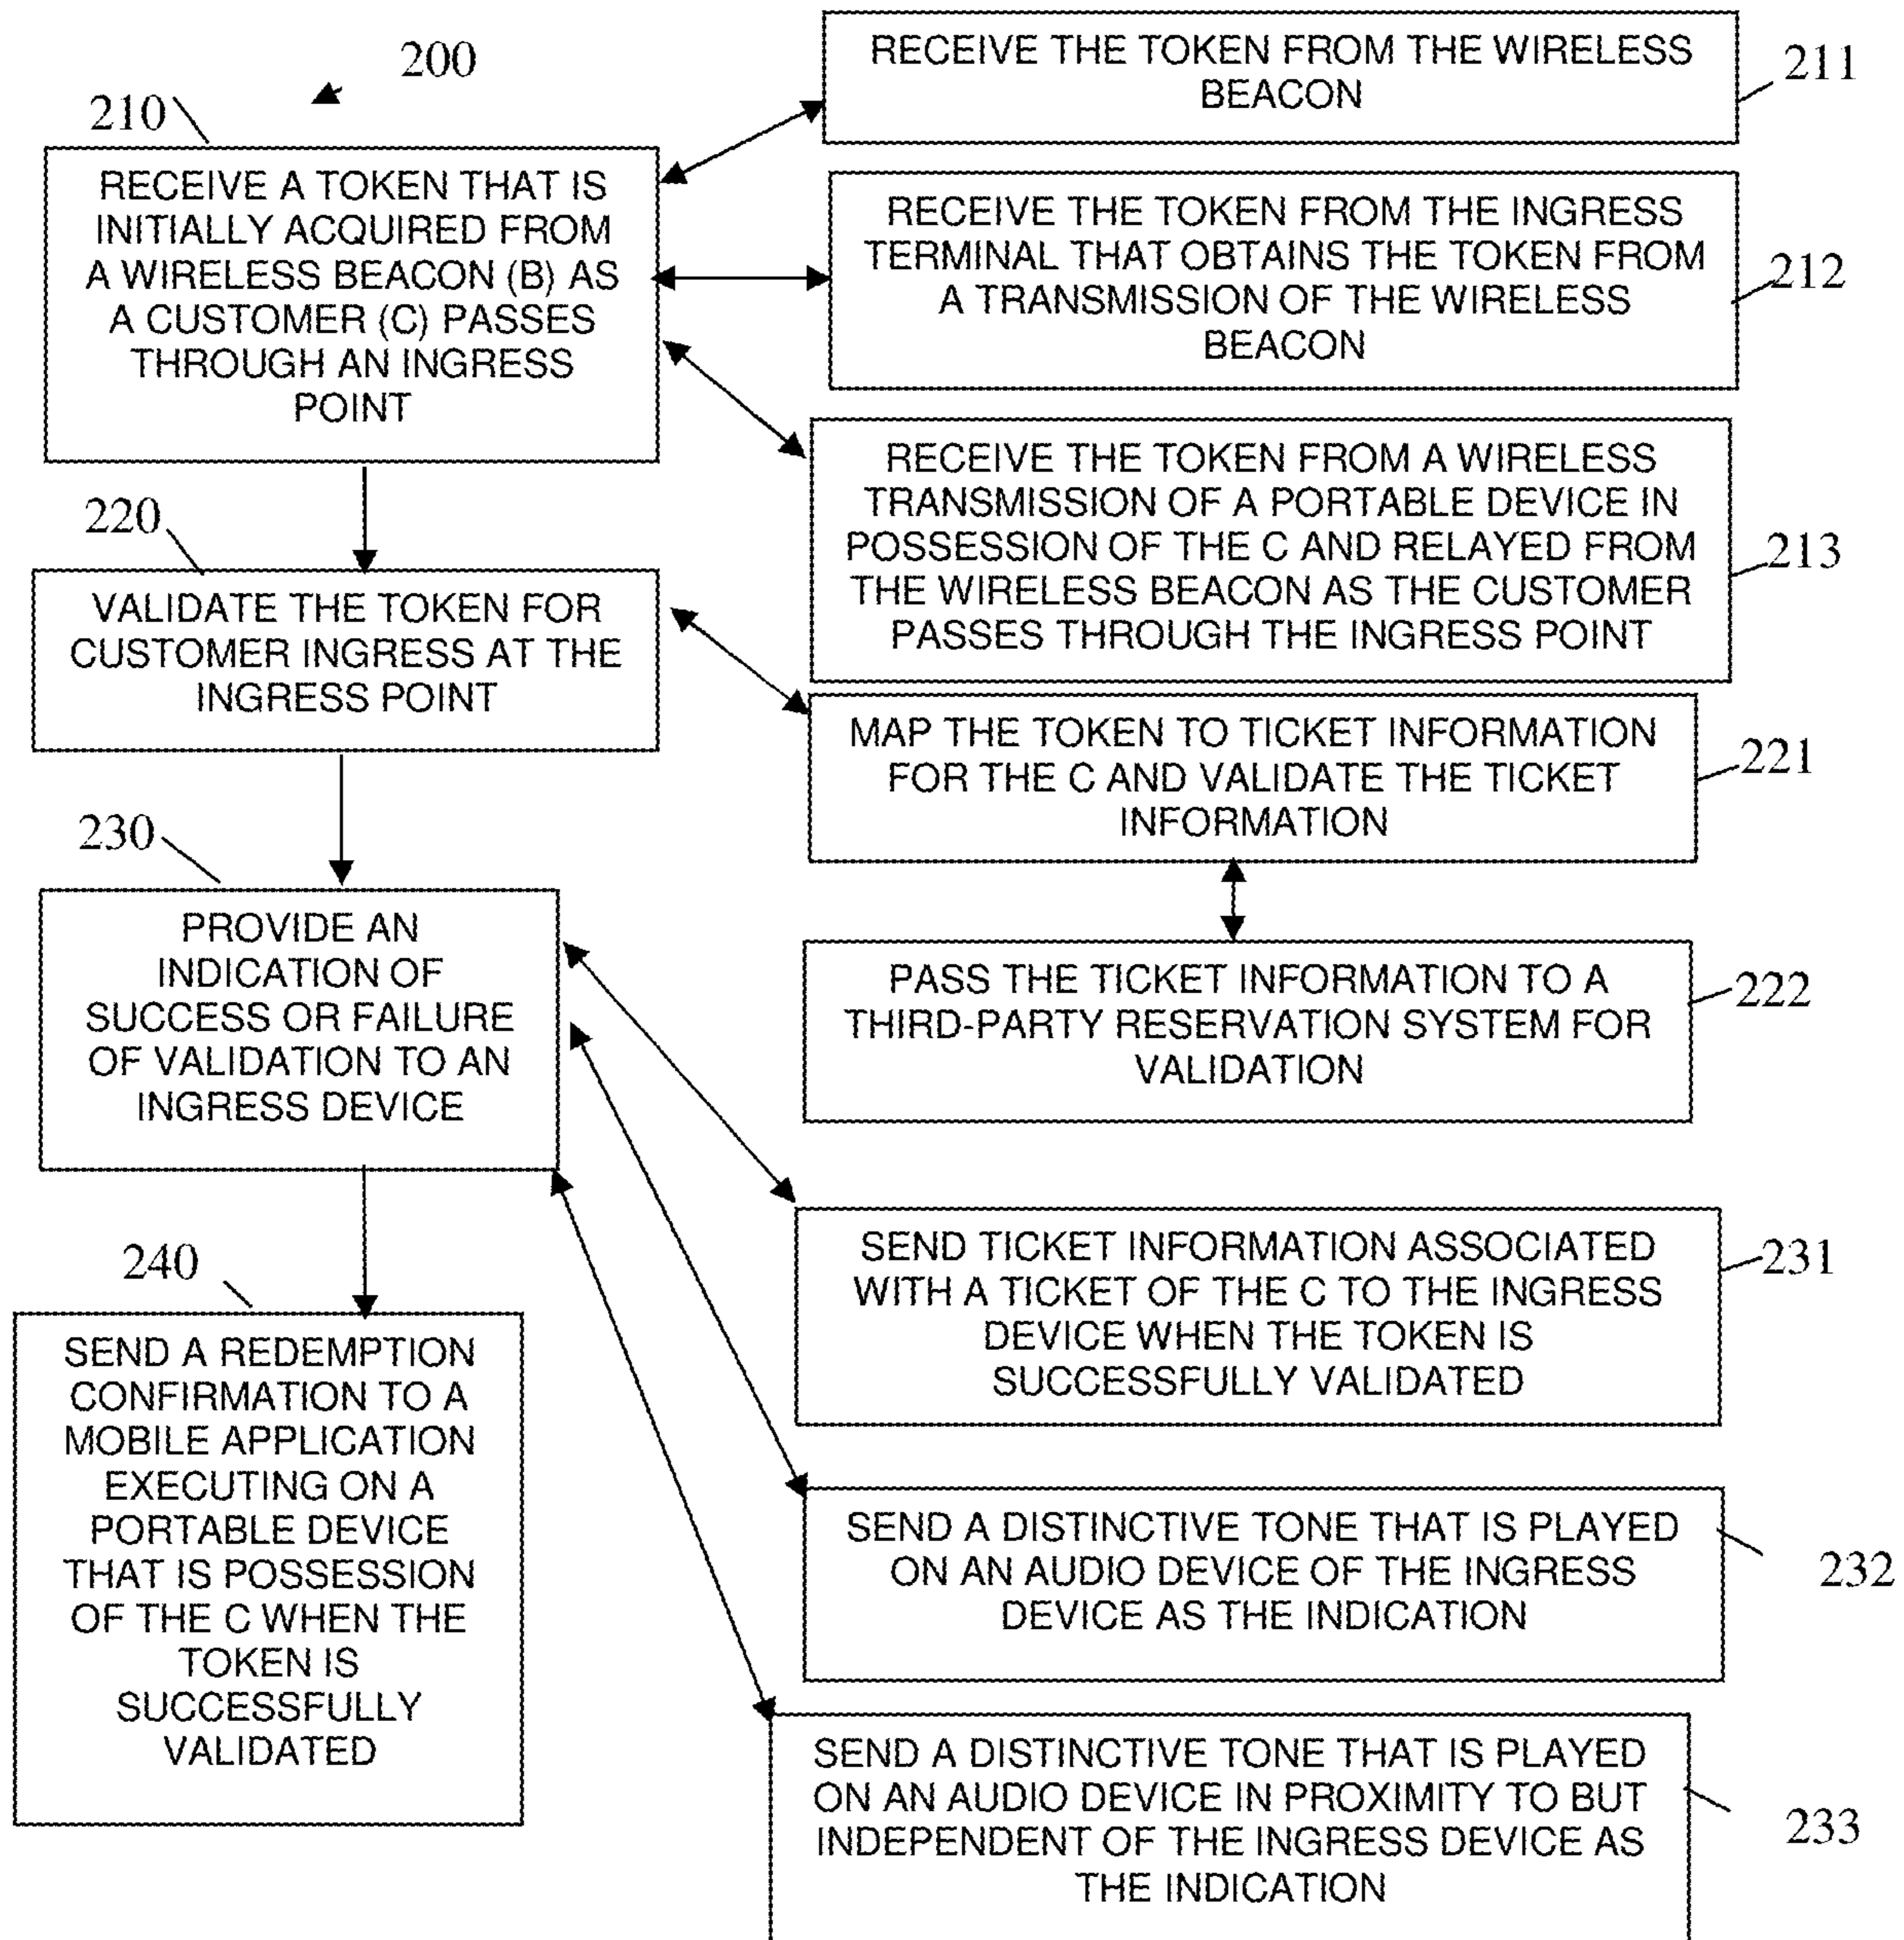 200
210
RECEIVE A TOKEN THAT IS
INITIALLY ACQUIRED FROM
A WIRELESS BEACON (B) AS
A CUSTOMER (C) PASSES
THROUGH AN INGRESS
POINT
RECEIVE THE TOKEN FROM THE WIRELESS
BEACON
211
RECEIVE THE TOKEN FROM THE INGRESS
TERMINAL THAT OBTAINS THE TOKEN FROM
A TRANSMISSION OF THE WIRELESS
BEACON
212
RECEIVE THE TOKEN FROM A WIRELESS
TRANSMISSION OF A PORTABLE DEVICE IN
POSSESSION OF THE C AND RELAYED FROM
THE WIRELESS BEACON AS THE CUSTOMER
PASSES THROUGH THE INGRESS POINT
213
220
VALIDATE THE TOKEN FOR
CUSTOMER INGRESS AT THE
INGRESS POINT
MAP THE TOKEN TO TICKET INFORMATION
FOR THE C AND VALIDATE THE TICKET
INFORMATION
221
PASS THE TICKET INFORMATION TO A
THIRD-PARTY RESERVATION SYSTEM FOR
VALIDATION
222
230
PROVIDE AN
INDICATION OF
SUCCESS OR FAILURE
OF VALIDATION TO AN
INGRESS DEVICE
SEND TICKET INFORMATION ASSOCIATED
WITH A TICKET OF THE C TO THE INGRESS
DEVICE WHEN THE TOKEN IS
SUCCESSFULLY VALIDATED
231
SEND A DISTINCTIVE TONE THAT IS PLAYED
ON AN AUDIO DEVICE OF THE INGRESS
DEVICE AS THE INDICATION
232
SEND A DISTINCTIVE TONE THAT IS PLAYED
ON AN AUDIO DEVICE IN PROXIMITY TO BUT
INDEPENDENT OF THE INGRESS DEVICE AS
THE INDICATION
233
240
SEND A REDEMPTION
CONFIRMATION TO A
MOBILE APPLICATION
EXECUTING ON A
PORTABLE DEVICE
THAT IS POSSESSION
OF THE C WHEN THE
TOKEN IS
SUCCESSFULLY
VALIDATED